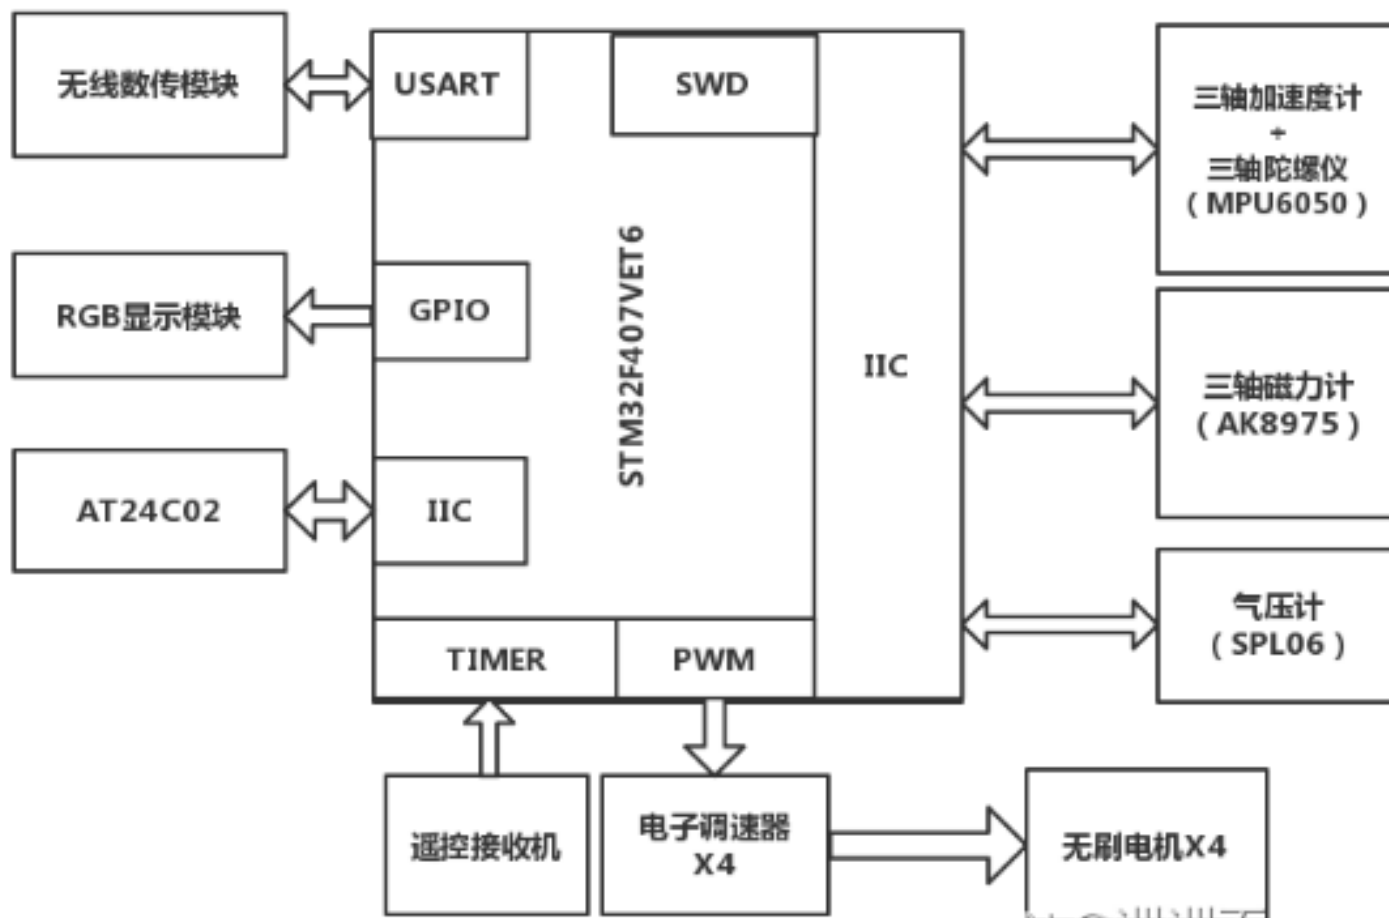 无线数传模块
USART
SWD
三轴加速度计
+
三轴陀螺仪
(MPU6050)
RGB显示模块
GPIO
STM32F407VET6
IIC
三轴磁力计
(AK8975)
AT24C02
IIC
气压计
(SPL06)
TIMER
PWM
遥控接收机
电子调速器
X4
无刷电机X4